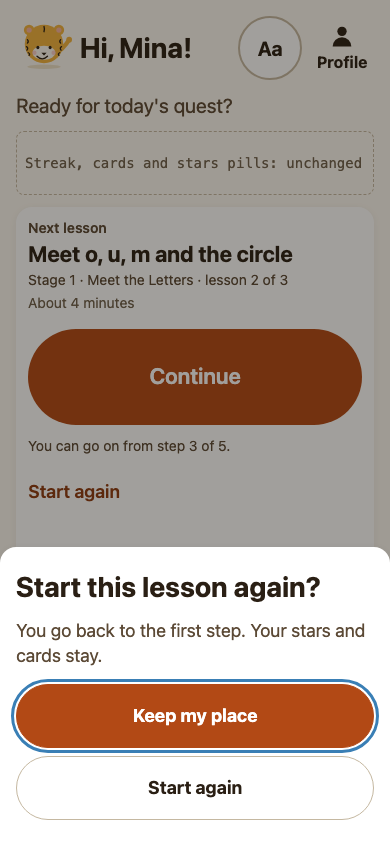 Hi, Mina!
Aa
Profile
Ready for today's quest?
Streak, cards and stars pills: unchanged
Next lesson
Meet o, u, m and the circle
Stage 1 · Meet the Letters · lesson 2 of 3
About 4 minutes
Continue
You can go on from step 3 of 5.
Start again
Start this lesson again?
You go back to the first step. Your stars and
cards stay.
Keep my place
Start again